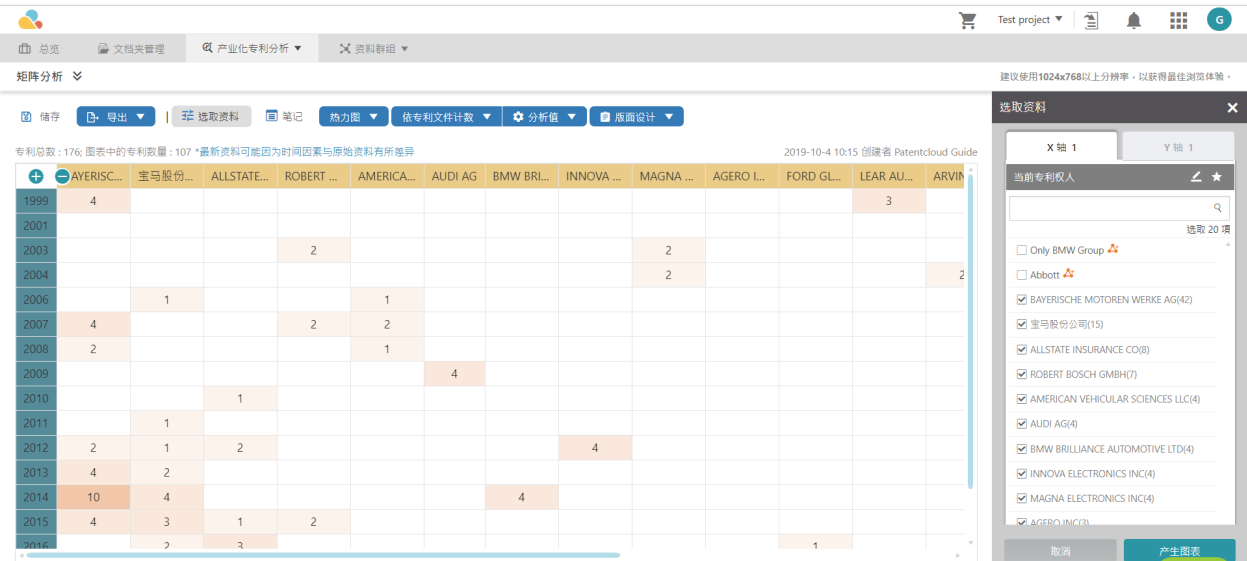 Test project ▼ G
总览 文档夹管理 产业化专利分析 ▼ 资料群组 ▼
矩阵分析 建议使用1024x768以上分辨率，以获得最佳浏览体验。
储存 导出 ▼ | 选取资料 笔记 热力图 ▼ 依专利文件计数 ▼ 分析值 ▼ 版面设计 ▼
专利总数 : 176; 图表中的专利数量 : 107 *最新资料可能因为时间因素与原始资料有所差异 2019-10-4 10:15 创建者 Patentcloud Guide
AYERISC... 宝马股份... ALLSTATE... ROBERT ... AMERICA... AUDI AG BMW BRI... INNOVA ... MAGNA ... AGERO I... FORD GL... LEAR AU... ARVIN
1999 4 3
2001
2003 2 2
2004 2 2
2006 1 1
2007 4 2 2
2008 2 1
2009 4
2010 1
2011 1
2012 2 1 2 4
2013 4 2
2014 10 4 4
2015 4 3 1 2
2016 2 3 1
选取资料 ×
X 轴 1 Y 轴 1
当前专利权人
选取 20 項
Only BMW Group
Abbott
BAYERISCHE MOTOREN WERKE AG(42)
宝马股份公司(15)
ALLSTATE INSURANCE CO(8)
ROBERT BOSCH GMBH(7)
AMERICAN VEHICULAR SCIENCES LLC(4)
AUDI AG(4)
BMW BRILLIANCE AUTOMOTIVE LTD(4)
INNOVA ELECTRONICS INC(4)
MAGNA ELECTRONICS INC(4)
AGERO INC(3)
取消 产生图表